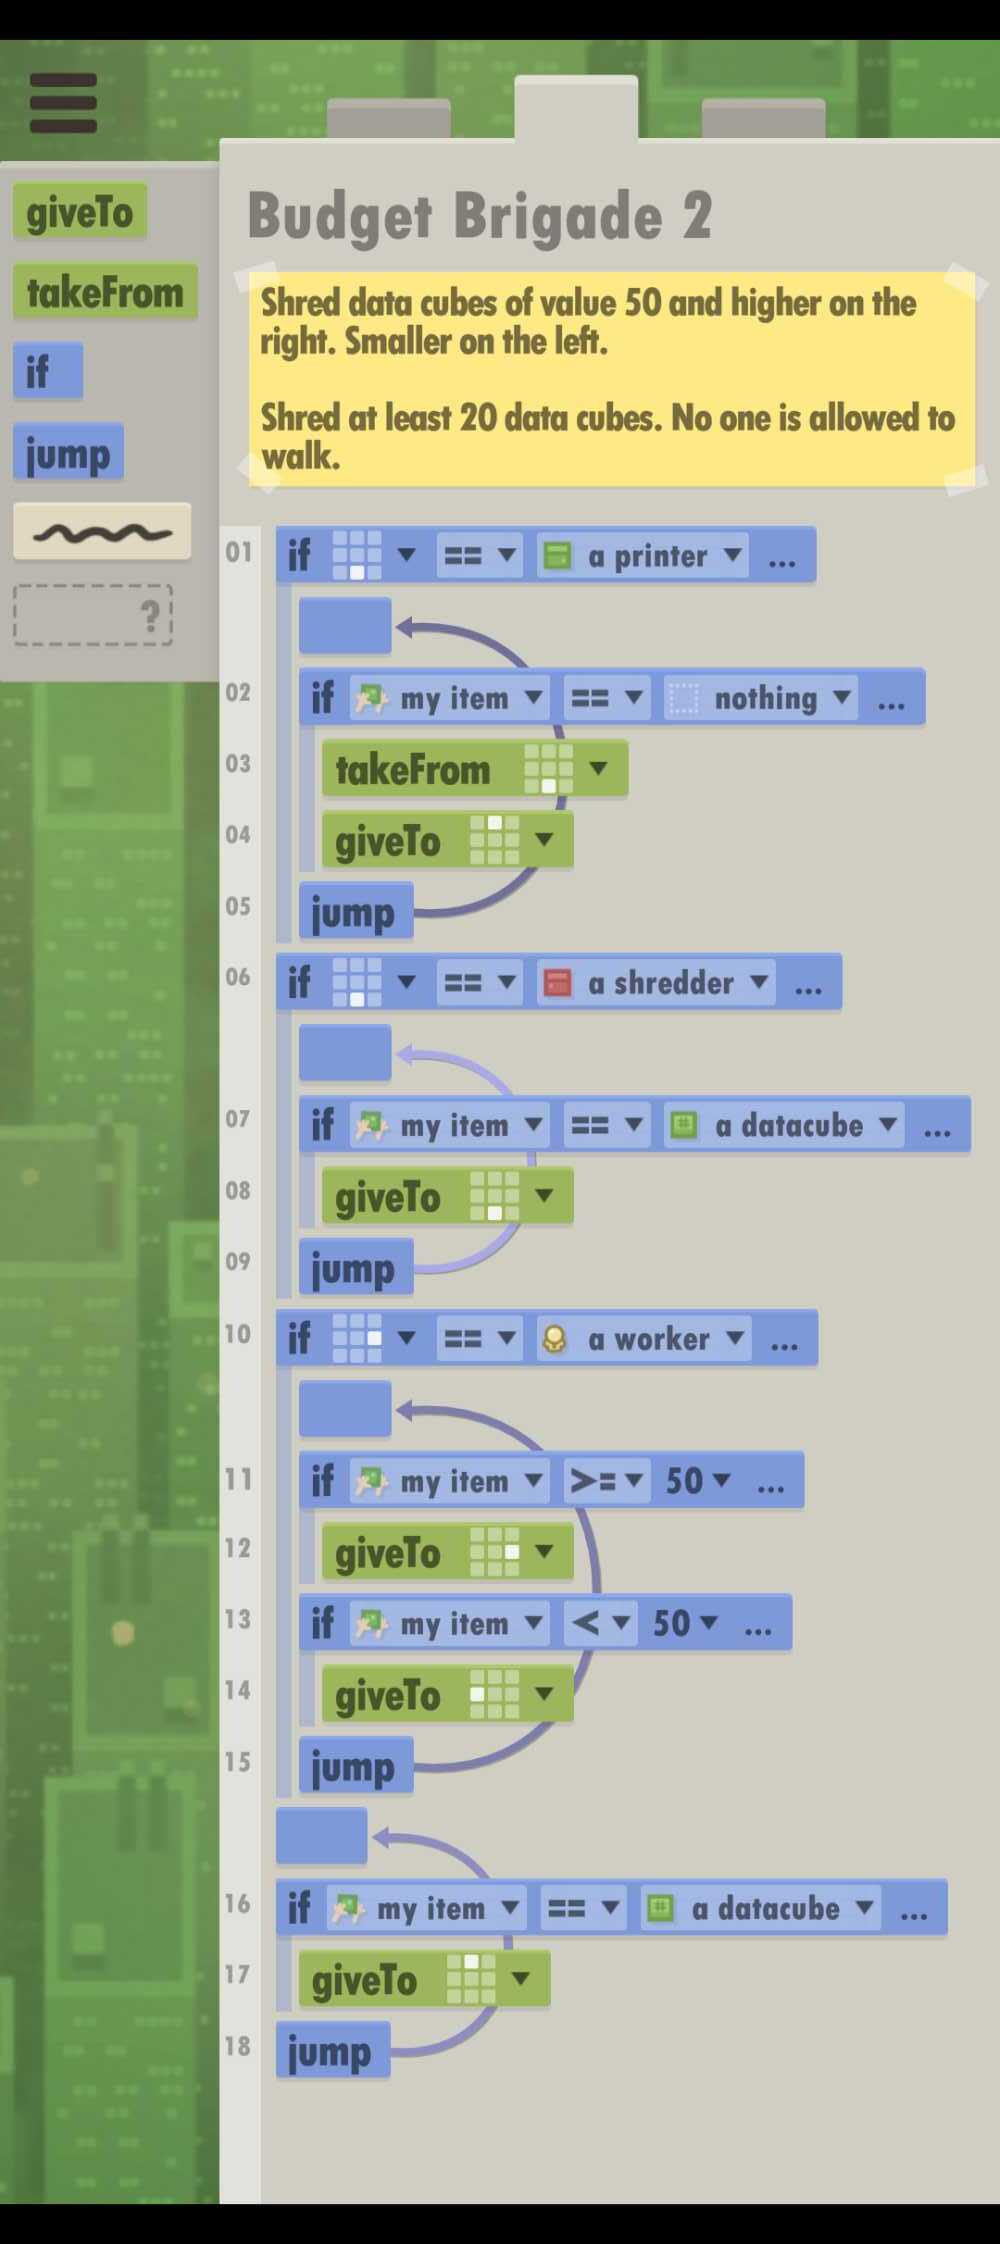 giveTo
takeFrom
if
jump
?
Budget Brigade 2
Shred data cubes of value 50 and higher on the
right. Smaller on the left.
Shred at least 20 data cubes. No one is allowed to
walk.
01 if == a printer ...
02 if my item == nothing ...
03 takeFrom
04 giveTo
05 jump
06 if == a shredder ...
07 if my item == a datacube ...
08 giveTo
09 jump
10 if == a worker ...
11 if my item >= 50 ...
12 giveTo
13 if my item < 50 ...
14 giveTo
15 jump
16 if my item == a datacube ...
17 giveTo
18 jump